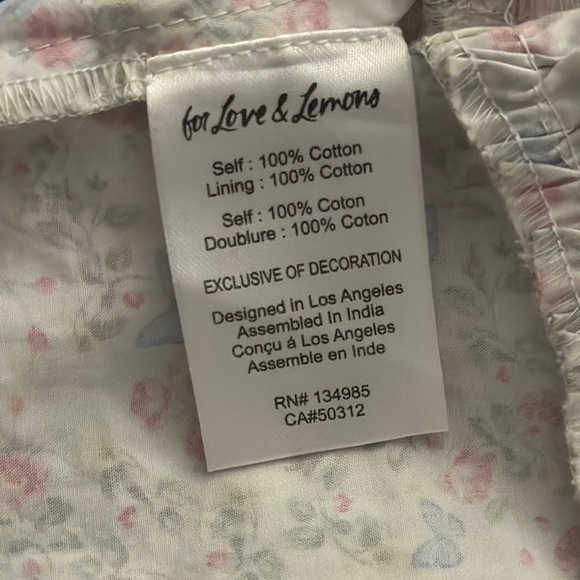 for Love & Lemons
Self : 100% Cotton
Lining : 100% Cotton
Self : 100% Coton
Doublure : 100% Coton
EXCLUSIVE OF DECORATION
Designed in Los Angeles
Assembled In India
Conçu á Los Angeles
Assemble en Inde
RN# 134985
CA#50312